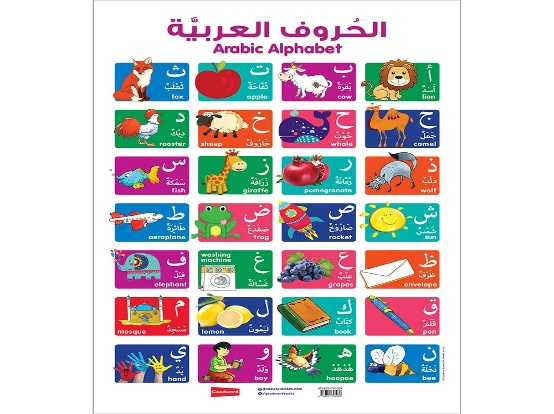 الحُروف العربيَّة
Arabic Alphabet
أ
أَسَدٌ
lion
ب
بَقَرَةٌ
cow
ت
تُفَّاحَةٌ
apple
ث
ثَعْلَبٌ
fox
ج
جَمَلٌ
camel
ح
حُوْتٌ
whale
خ
خَارُوفٌ
sheep
د
دِيكٌ
rooster
ذ
ذِئْبٌ
wolf
ر
رُمَّانَةٌ
pomegranate
ز
زَرَافَةٌ
giraffe
س
سَمَكَةٌ
fish
ش
شَمْسٌ
sun
ص
صَارُوخٌ
rocket
ض
ضِفْدَعٌ
frog
ط
طَائِرَةٌ
aeroplane
ظ
ظَرْفٌ
envelope
ع
عِنَبٌ
grapes
غ
غَسَّالَةٌ
washing
machine
ف
فِيْلٌ
elephant
ق
قَلَمٌ
pen
ك
كِتَابٌ
book
ل
لَيْمُونٌ
lemon
م
مَسْجِدٌ
mosque
ن
نَحْلَةٌ
bee
هـ
هُدْهُدٌ
hoopoe
و
وَلَدٌ
boy
ي
يَدٌ
hand
Goodword